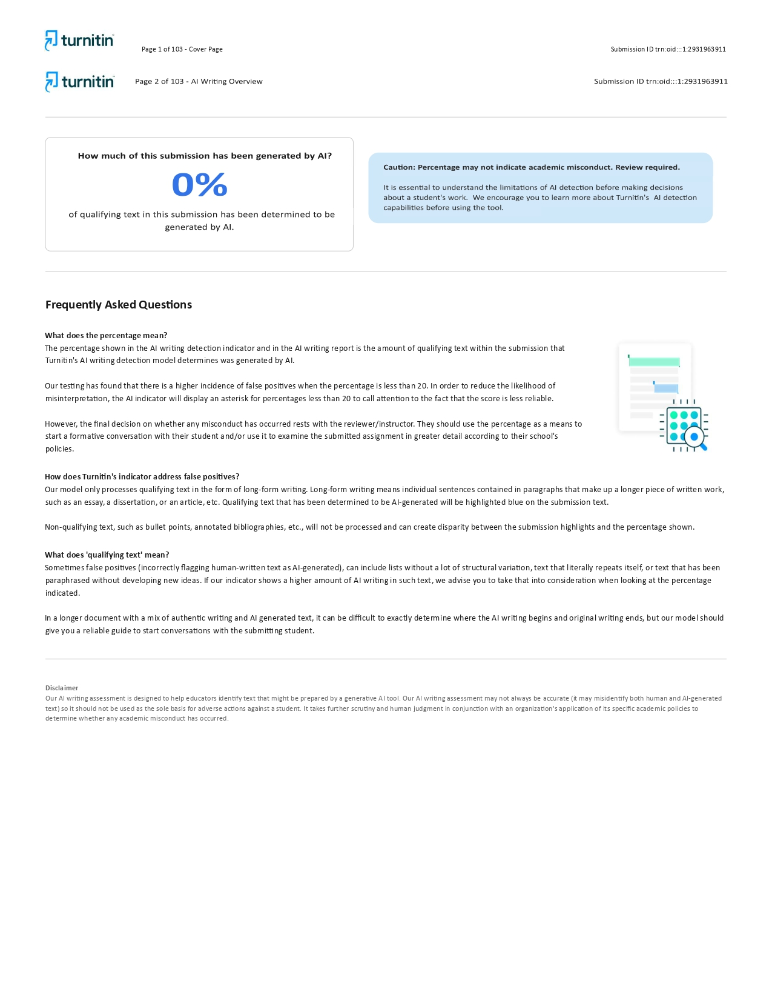 turnitin
Page 1 of 103 - Cover Page
Submission ID trn:oid:::1:2931963911
turnitin
Page 2 of 103 - AI Writing Overview
Submission ID trn:oid:::1:2931963911
How much of this submission has been generated by AI?
0%
of qualifying text in this submission has been determined to be
generated by AI.
Caution: Percentage may not indicate academic misconduct. Review required.
It is essential to understand the limitations of AI detection before making decisions
about a student's work. We encourage you to learn more about Turnitin's AI detection
capabilities before using the tool.
Frequently Asked Questions
What does the percentage mean?
The percentage shown in the AI writing detection indicator and in the AI writing report is the amount of qualifying text within the submission that
Turnitin's AI writing detection model determines was generated by AI.
Our testing has found that there is a higher incidence of false positives when the percentage is less than 20. In order to reduce the likelihood of
misinterpretation, the AI indicator will display an asterisk for percentages less than 20 to call attention to the fact that the score is less reliable.
However, the final decision on whether any misconduct has occurred rests with the reviewer/instructor. They should use the percentage as a means to
start a formative conversation with their student and/or use it to examine the submitted assignment in greater detail according to their school's
policies.
How does Turnitin's indicator address false positives?
Our model only processes qualifying text in the form of long-form writing. Long-form writing means individual sentences contained in paragraphs that make up a longer piece of written work,
such as an essay, a dissertation, or an article, etc. Qualifying text that has been determined to be AI-generated will be highlighted blue on the submission text.
Non-qualifying text, such as bullet points, annotated bibliographies, etc., will not be processed and can create disparity between the submission highlights and the percentage shown.
What does 'qualifying text' mean?
Sometimes false positives (incorrectly flagging human-written text as AI-generated), can include lists without a lot of structural variation, text that literally repeats itself, or text that has been
paraphrased without developing new ideas. If our indicator shows a higher amount of AI writing in such text, we advise you to take that into consideration when looking at the percentage
indicated.
In a longer document with a mix of authentic writing and AI generated text, it can be difficult to exactly determine where the AI writing begins and original writing ends, but our model should
give you a reliable guide to start conversations with the submitting student.
Disclaimer
Our AI writing assessment is designed to help educators identify text that might be prepared by a generative AI tool. Our AI writing assessment may not always be accurate (it may misidentify both human and AI-generated
text) so it should not be used as the sole basis for adverse actions against a student. It takes further scrutiny and human judgment in conjunction with an organization's application of its specific academic policies to
determine whether any academic misconduct has occurred.